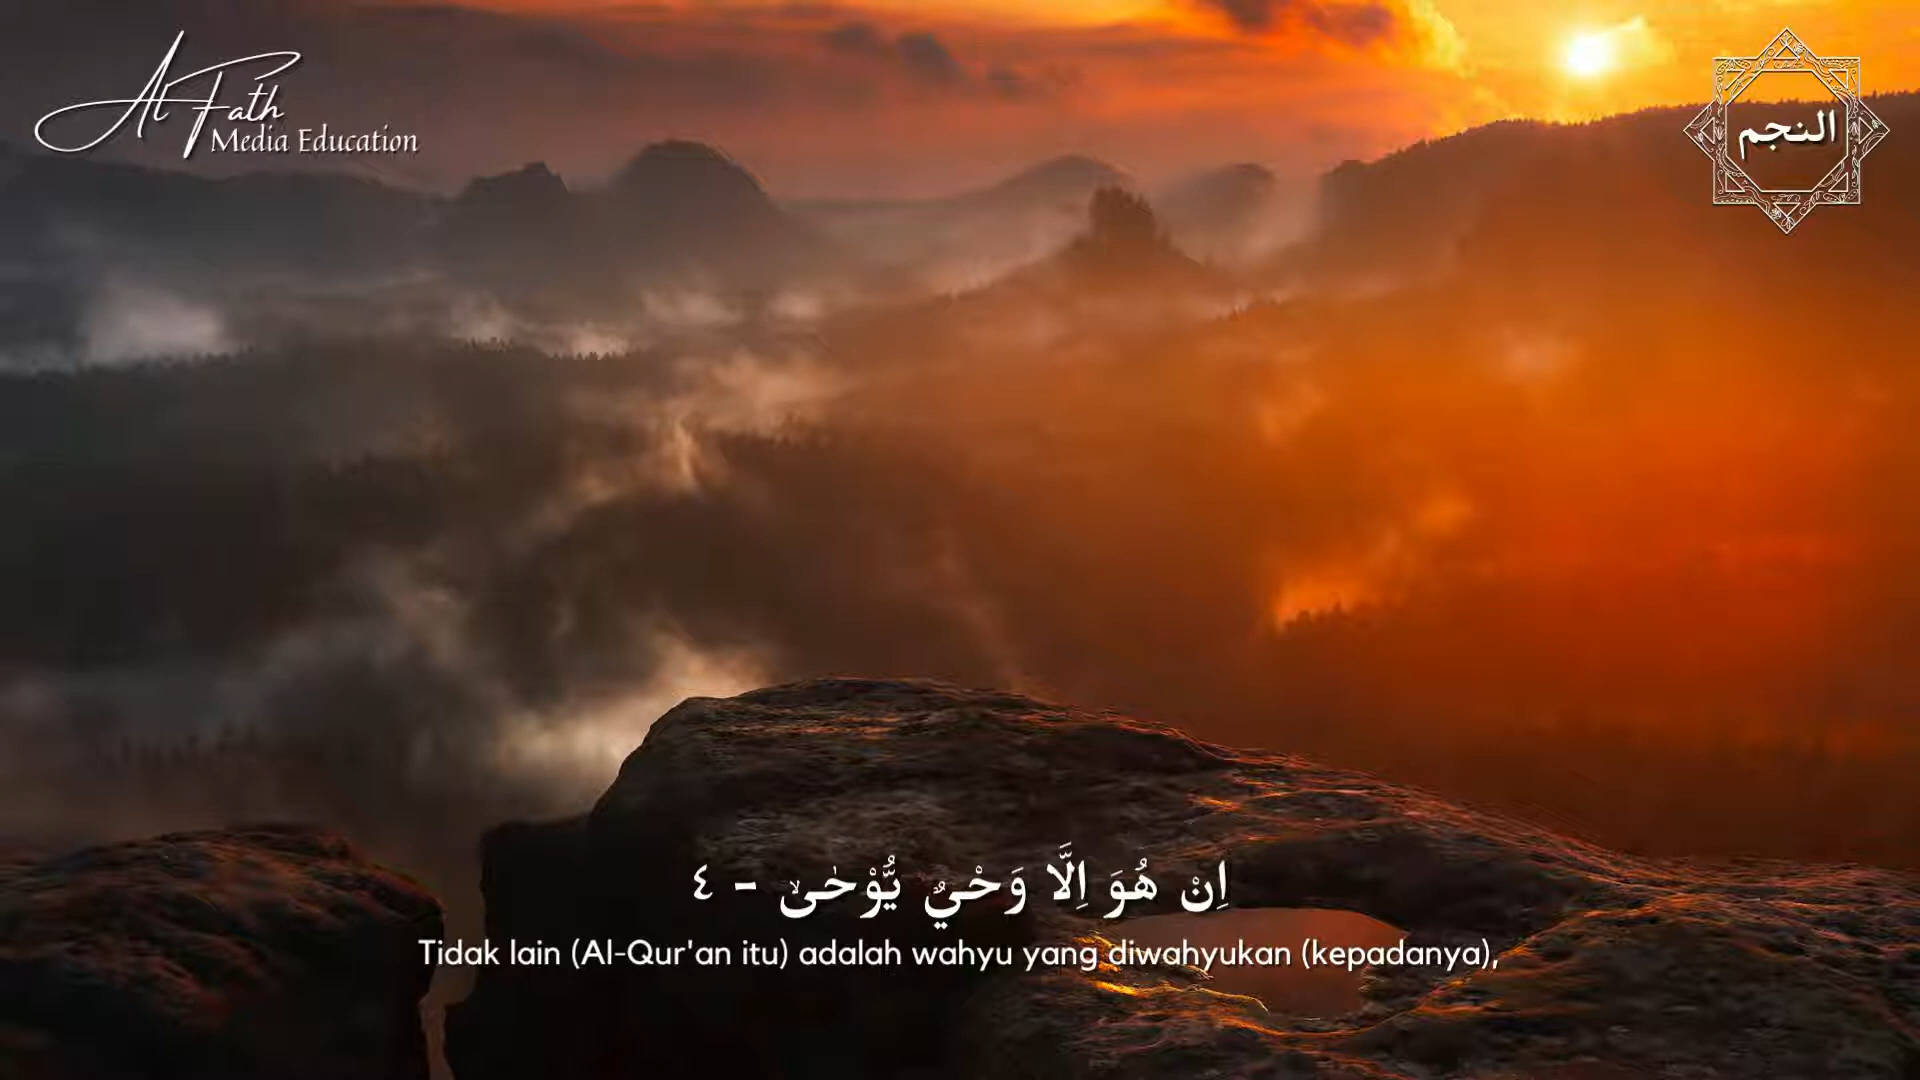 Al Fath
Media Education
النجم
اِنْ هُوَ اِلَّا وَحْيٌ يُّوْحٰىۙ - ٤
Tidak lain (Al-Qur'an itu) adalah wahyu yang diwahyukan (kepadanya),